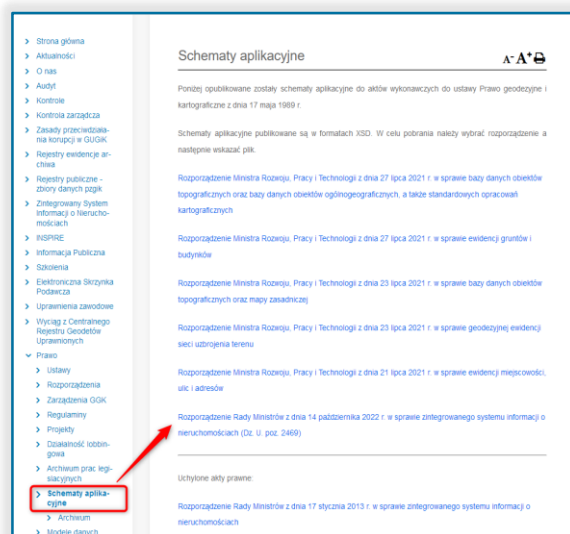 Strona główna
Aktualności
O nas
Audyt
Kontrole
Kontrola zarządcza
Zasady przeciwdziała-
nia korupcji w GUGiK
Rejestry ewidencje ar-
chiwa
Rejestry publiczne -
zbiory danych pzgik
Zintegrowany System
Informacji o Nierucho-
mościach
INSPIRE
Informacja Publiczna
Szkolenia
Elektroniczna Skrzynka
Podawcza
Uprawnienia zawodowe
Wyciąg z Centralnego
Rejestru Geodetów
Uprawnionych
Prawo
Ustawy
Rozporządzenia
Zarządzenia GGK
Regulaminy
Projekty
Działalność lobbin-
gowa
Archiwum prac legi-
slacyjnych
Schematy aplika-
cyjne
Archiwum
Modele danych
Schematy aplikacyjne
A- A+
Poniżej opublikowane zostały schematy aplikacyjne do aktów wykonawczych do ustawy Prawo geodezyjne i
kartograficzne z dnia 17 maja 1989 r.
Schematy aplikacyjne publikowane są w formatach XSD. W celu pobrania należy wybrać rozporządzenie a
następnie wskazać plik.
Rozporządzenie Ministra Rozwoju, Pracy i Technologii z dnia 27 lipca 2021 r. w sprawie bazy danych obiektów
topograficznych oraz bazy danych obiektów ogólnogeograficznych, a także standardowych opracowań
kartograficznych
Rozporządzenie Ministra Rozwoju, Pracy i Technologii z dnia 27 lipca 2021 r. w sprawie ewidencji gruntów i
budynków
Rozporządzenie Ministra Rozwoju, Pracy i Technologii z dnia 23 lipca 2021 r. w sprawie bazy danych obiektów
topograficznych oraz mapy zasadniczej
Rozporządzenie Ministra Rozwoju, Pracy i Technologii z dnia 23 lipca 2021 r. w sprawie geodezyjnej ewidencji
sieci uzbrojenia terenu
Rozporządzenie Ministra Rozwoju, Pracy i Technologii z dnia 21 lipca 2021 r. w sprawie ewidencji miejscowości,
ulic i adresów
Rozporządzenie Rady Ministrów z dnia 14 października 2022 r. w sprawie zintegrowanego systemu informacji o
nieruchomościach (Dz. U. poz. 2469)
Uchylone akty prawne:
Rozporządzenie Rady Ministrów z dnia 17 stycznia 2013 r. w sprawie zintegrowanego systemu informacji o
nieruchomościach